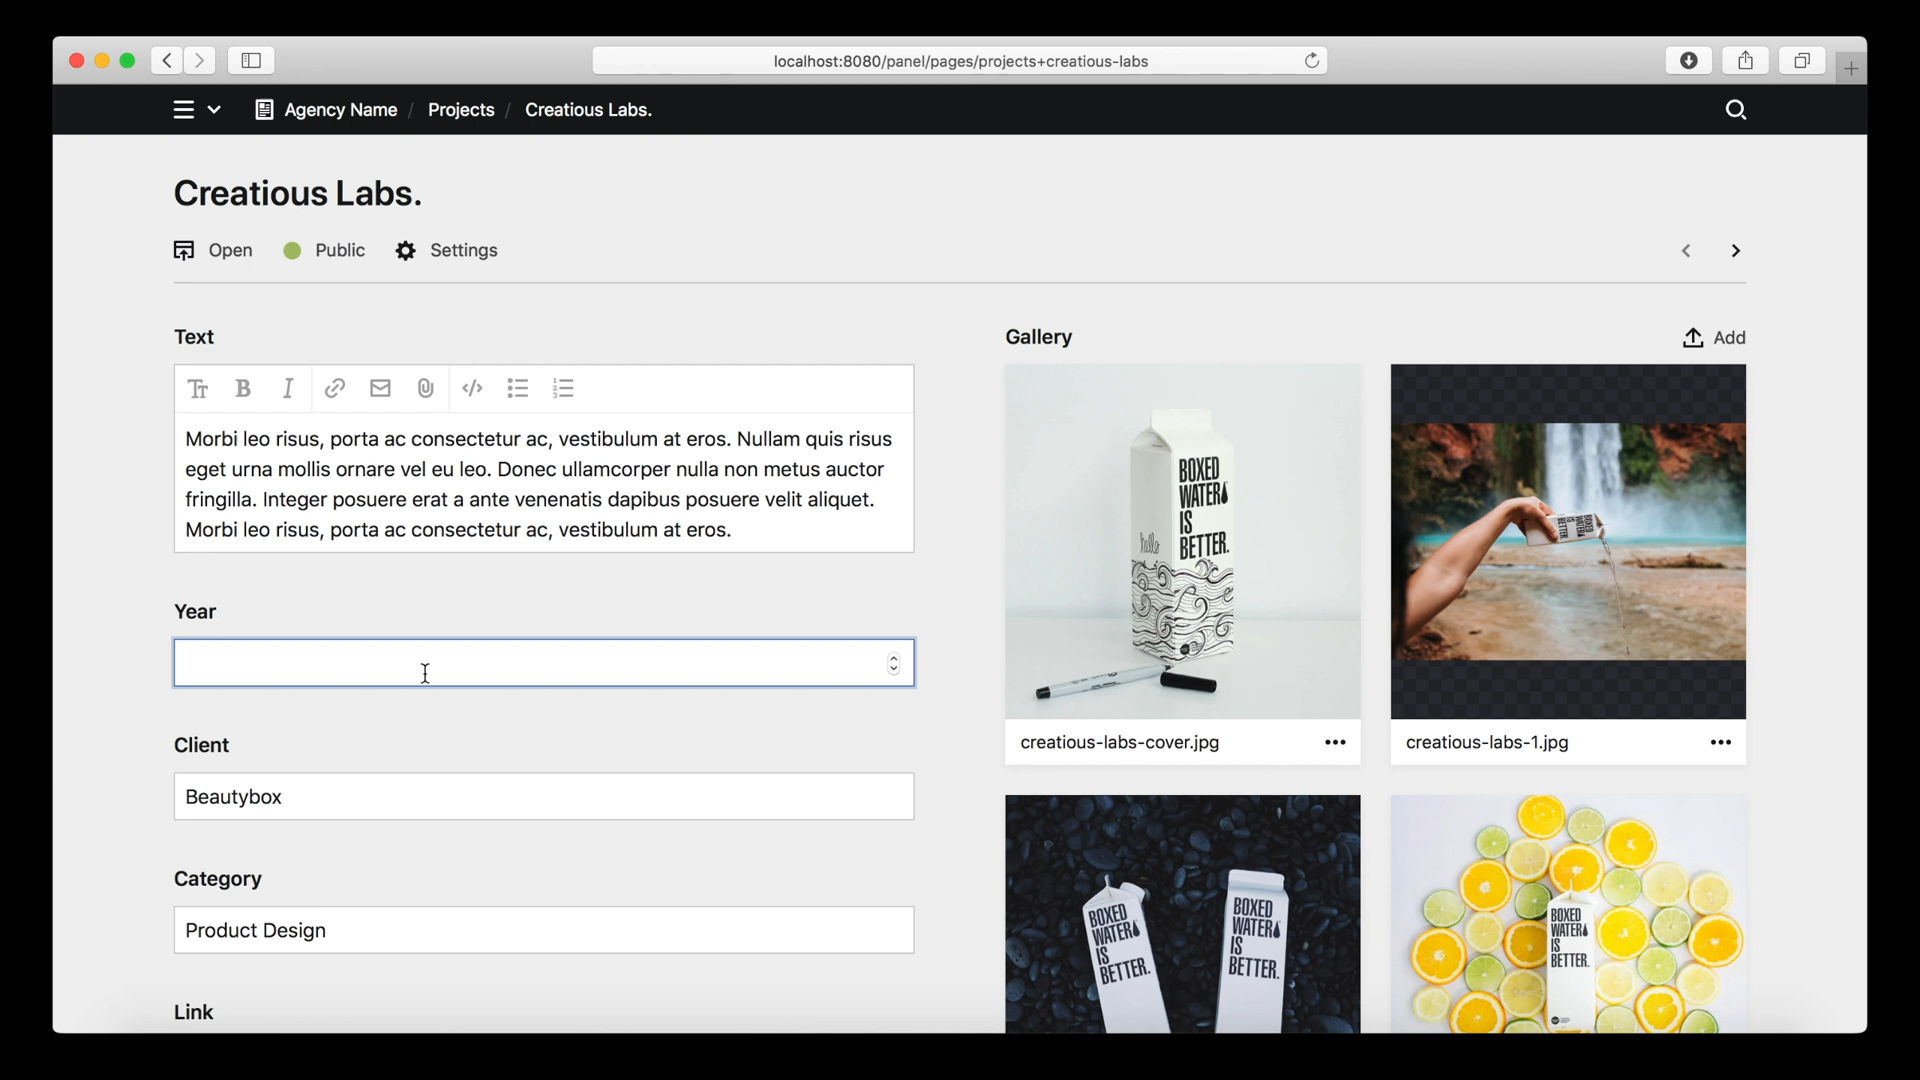 localhost:8080/panel/pages/projects+creatious-labs
Agency Name / Projects / Creatious Labs.
Creatious Labs.
Open Public Settings
Text
Morbi leo risus, porta ac consectetur ac, vestibulum at eros. Nullam quis risus
eget urna mollis ornare vel eu leo. Donec ullamcorper nulla non metus auctor
fringilla. Integer posuere erat a ante venenatis dapibus posuere velit aliquet.
Morbi leo risus, porta ac consectetur ac, vestibulum at eros.
Year
Client
Beautybox
Category
Product Design
Link
Gallery
Add
BOXED
WATER
IS
BETTER.
hello
creatious-labs-cover.jpg
BOXED
WATER
IS
BETTER.
creatious-labs-1.jpg
BOXED
WATER
IS
BETTER.
BOXED
WATER
IS
BETTER.
BOXED
WATER
IS
BETTER.